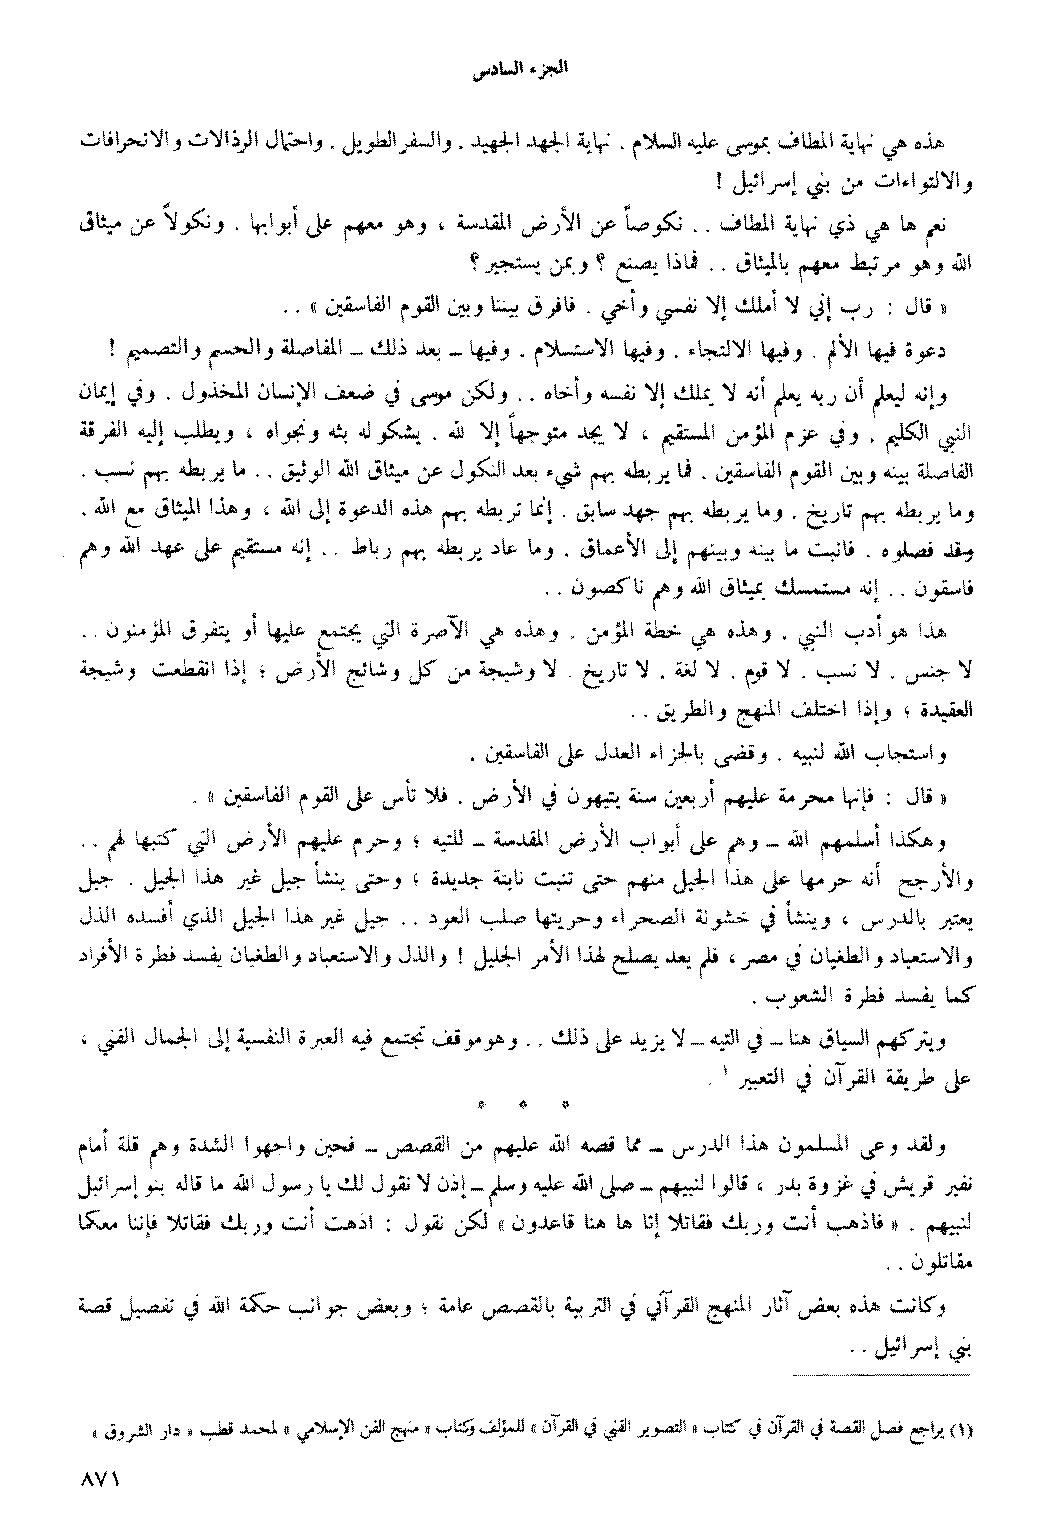 الجزء السادس
هذه هي نهاية المطاف بموسى عليه السلام . نهاية الجهد الجهيد . والسفر الطويل . واحتمال الرذالات والانحرافات
والالتواءات من بني إسرائيل !
نعم ها هي ذي نهاية المطاف . . نكوصاً عن الأرض المقدسة ، وهو معهم على أبوابها . ونكولاً عن ميثاق
الله وهو مرتبط معهم بالميثاق . . فماذا يصنع ؟ وبمن يستجير ؟
« قال : رب إني لا أملك إلا نفسي وأخي . فافرق بيننا وبين القوم الفاسقين » . .
دعوة فيها الألم . وفيها الالتجاء . وفيها الاستسلام . وفيها – بعد ذلك – المفاصلة والحسم والتصميم !
وإنه ليعلم أن ربه يعلم أنه لا يملك إلا نفسه وأخاه . . ولكن موسى في ضعف الإنسان المخذول . وفي إيمان
النبي الكليم . وفي عزم المؤمن المستقيم ، لا يجد متوجهاً إلا لله . يشكو له بثه ونجواه ، ويطلب إليه الفرقة
الفاصلة بينه وبين القوم الفاسقين . فما يربطه بهم شيء بعد النكول عن ميثاق الله الوثيق . . ما يربطه بهم نسب .
وما يربطه بهم تاريخ . وما يربطه بهم جهد سابق . إنما تربطه بهم هذه الدعوة إلى الله ، وهذا الميثاق مع الله .
وقد فصلوه . فانبت ما بينه وبينهم إلى الأعماق . وما عاد يربطه بهم رباط . . إنه مستقيم على عهد الله وهم
فاسقون . . إنه مستمسك بميثاق الله وهم ناكصون . .
هذا هو أدب النبي . وهذه هي خطة المؤمن . وهذه هي الآصرة التي يجتمع عليها أو يتفرق المؤمنون . .
لا جنس . لا نسب . لا قوم . لا لغة . لا تاريخ . لا وشيجة من كل وشائج الأرض ؛ إذا انقطعت وشيجة
العقيدة ؛ وإذا اختلف المنهج والطريق . .
واستجاب الله لنبيه . وقضى بالجزاء العدل على الفاسقين .
« قال : فإنها محرمة عليهم أربعين سنة يتيهون في الأرض . فلا تأس على القوم الفاسقين » .
وهكذا أسلمهم الله – وهم على أبواب الأرض المقدسة – للتيه ؛ وحرم عليهم الأرض التي كتبها لهم . .
والأرجح أنه حرمها على هذا الجيل منهم حتى تنبت نابتة جديدة ؛ وحتى ينشأ جيل غير هذا الجيل . جيل
يعتبر بالدرس ، وينشأ في خشونة الصحراء وحريتها صلب العود . . جيل غير هذا الجيل الذي أفسده الذل
والاستعباد والطغيان في مصر ، فلم يعد يصلح لهذا الأمر الجليل ! والذل والاستعباد والطغيان يفسد فطرة الأفراد
كما يفسد فطرة الشعوب .
ويتركهم السياق هنا – في التيه – لا يزيد على ذلك . . وهو موقف تجتمع فيه العبرة النفسية إلى الجمال الفني ،
على طريقة القرآن في التعبير ١ .
* * *
ولقد وعى المسلمون هذا الدرس – مما قصه الله عليهم من القصص – فحين واجهوا الشدة وهم قلة أمام
نفير قريش في غزوة بدر ، قالوا لنبيهم – صلى الله عليه وسلم – إذن لا نقول لك يا رسول الله ما قاله بنو إسرائيل
لنبيهم . « فاذهب أنت وربك فقاتلا إنا ها هنا قاعدون » لكن نقول : اذهب أنت وربك فقاتلا فإننا معكما
مقاتلون . .
وكانت هذه بعض آثار المنهج القرآني في التربية بالقصص عامة ؛ وبعض جوانب حكمة الله في تفصيل قصة
بني إسرائيل . .
(١) يراجع فصل القصة في القرآن في كتاب « التصوير الفني في القرآن » للمؤلف وكتاب « منهج الفن الإسلامي » لمحمد قطب « دار الشروق »
٨٧١